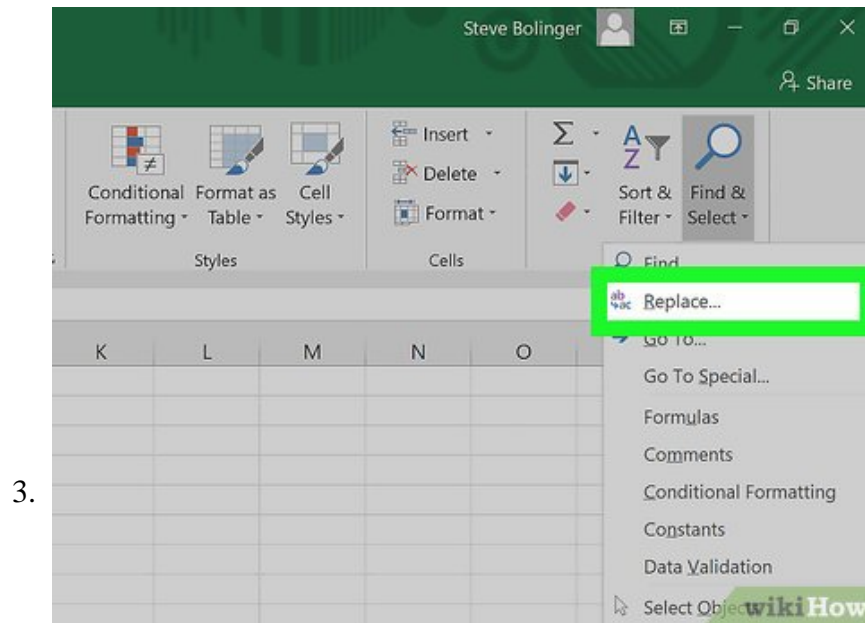 Steve Bolinger
Share
Insert
Delete
Format
Conditional Formatting
Format as Table
Cell Styles
Sort & Filter
Find & Select
Styles
Cells
Find
Replace...
Go To...
Go To Special...
K L M N O
Formulas
Comments
3.
Conditional Formatting
Constants
Data Validation
Select
wikiHow